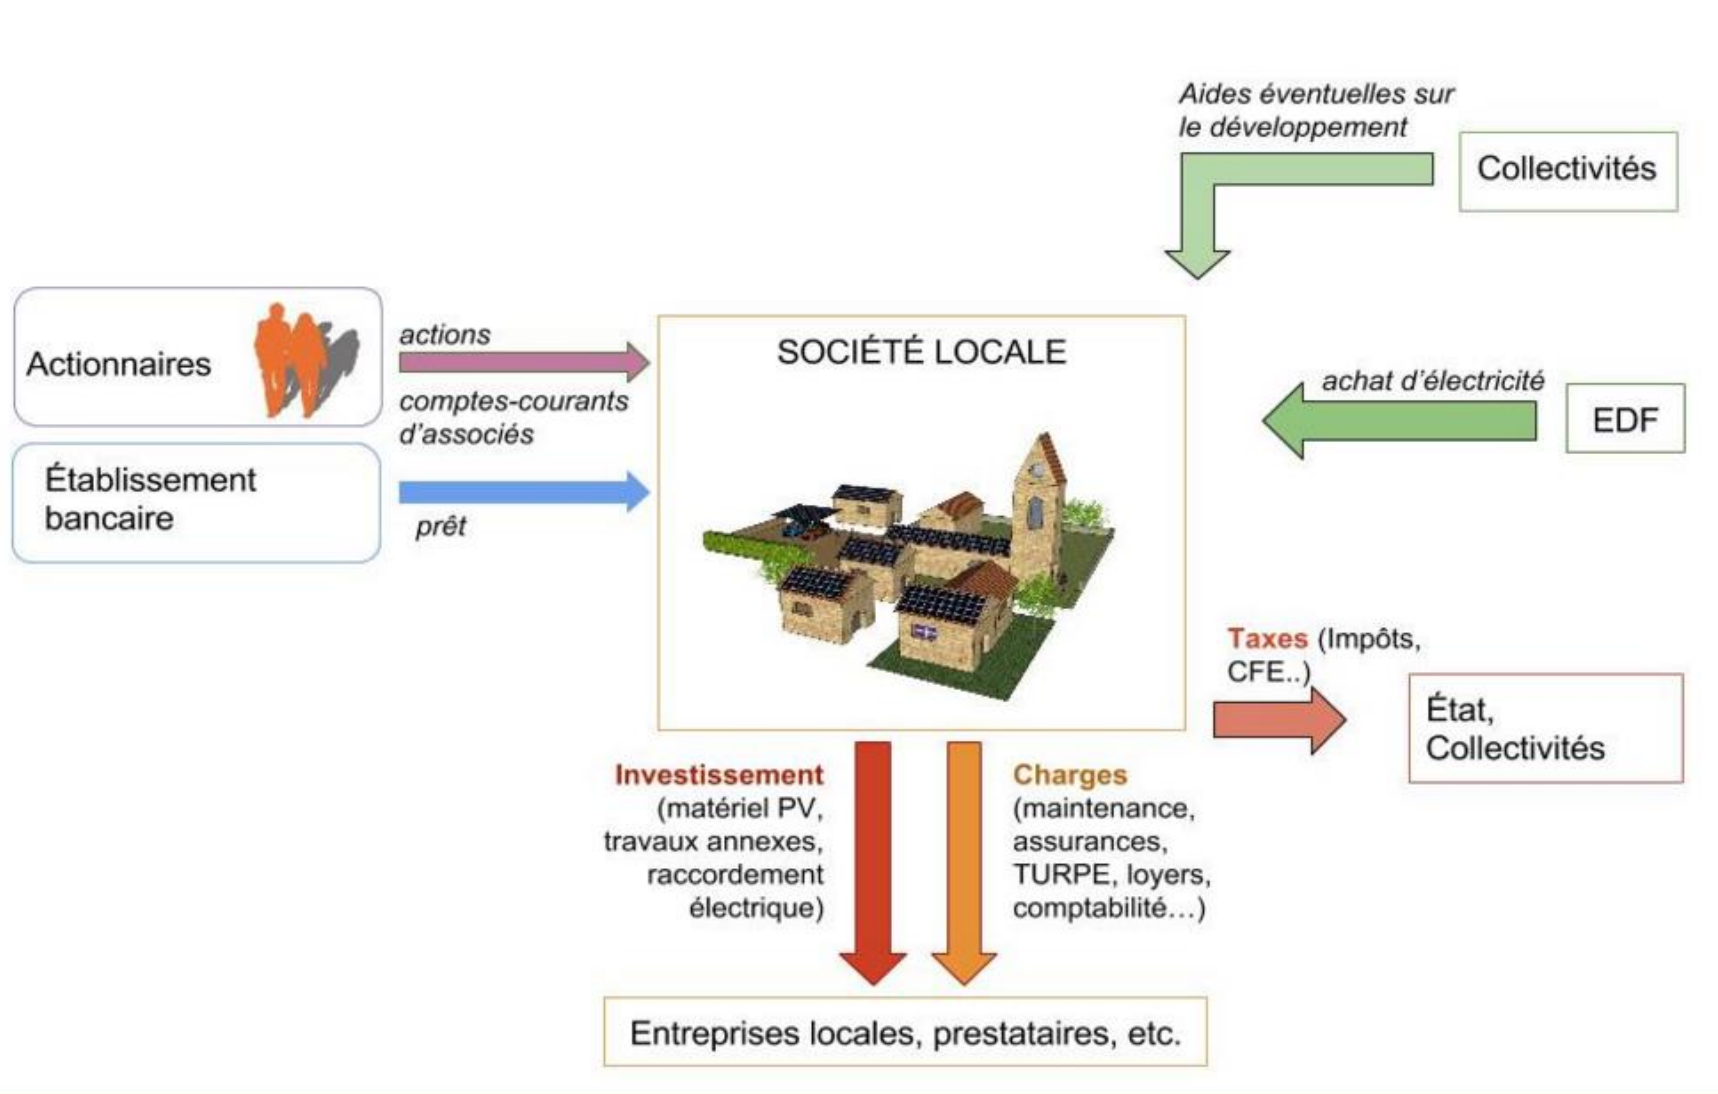 Aides éventuelles sur
le développement
Collectivités
Actionnaires
actions
comptes-courants
d’associés
Établissement
bancaire
prêt
SOCIÉTÉ LOCALE
achat d’électricité
EDF
Taxes (Impôts,
CFE..)
État,
Collectivités
Investissement
(matériel PV,
travaux annexes,
raccordement
électrique)
Charges
(maintenance,
assurances,
TURPE, loyers,
comptabilité…)
Entreprises locales, prestataires, etc.